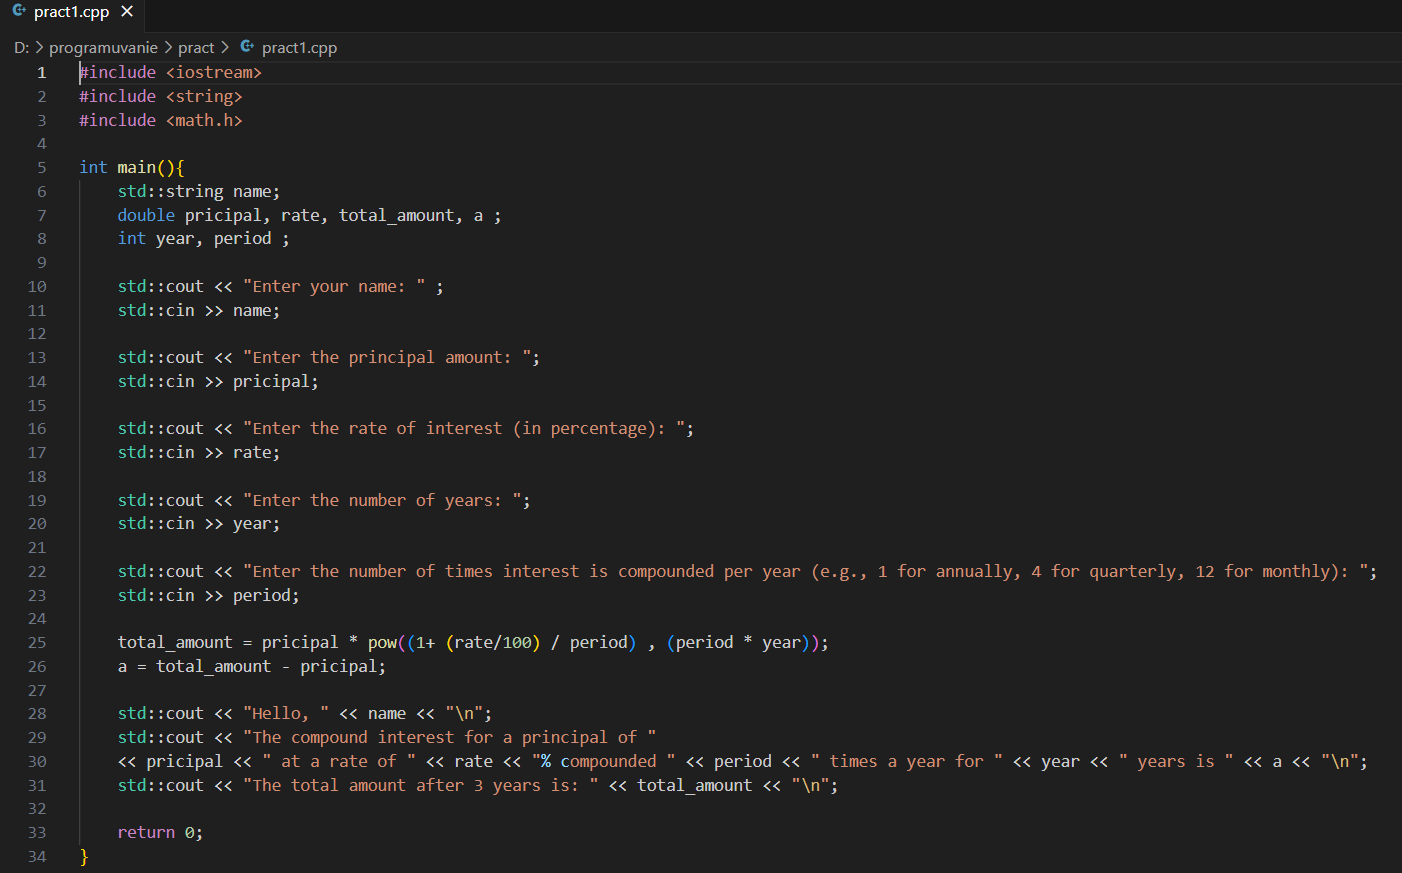 pract1.cpp
D: > programuvanie > pract > pract1.cpp
1 #include <iostream>
2 #include <string>
3 #include <math.h>
4
5 int main(){
6     std::string name;
7     double pricipal, rate, total_amount, a ;
8     int year, period ;
9
10     std::cout << "Enter your name: " ;
11     std::cin >> name;
12
13     std::cout << "Enter the principal amount: ";
14     std::cin >> pricipal;
15
16     std::cout << "Enter the rate of interest (in percentage): ";
17     std::cin >> rate;
18
19     std::cout << "Enter the number of years: ";
20     std::cin >> year;
21
22     std::cout << "Enter the number of times interest is compounded per year (e.g., 1 for annually, 4 for quarterly, 12 for monthly): ";
23     std::cin >> period;
24
25     total_amount = pricipal * pow((1+ (rate/100) / period) , (period * year));
26     a = total_amount - pricipal;
27
28     std::cout << "Hello, " << name << "\n";
29     std::cout << "The compound interest for a principal of "
30     << pricipal << " at a rate of " << rate << "% compounded " << period << " times a year for " << year << " years is " << a << "\n";
31     std::cout << "The total amount after 3 years is: " << total_amount << "\n";
32
33     return 0;
34 }